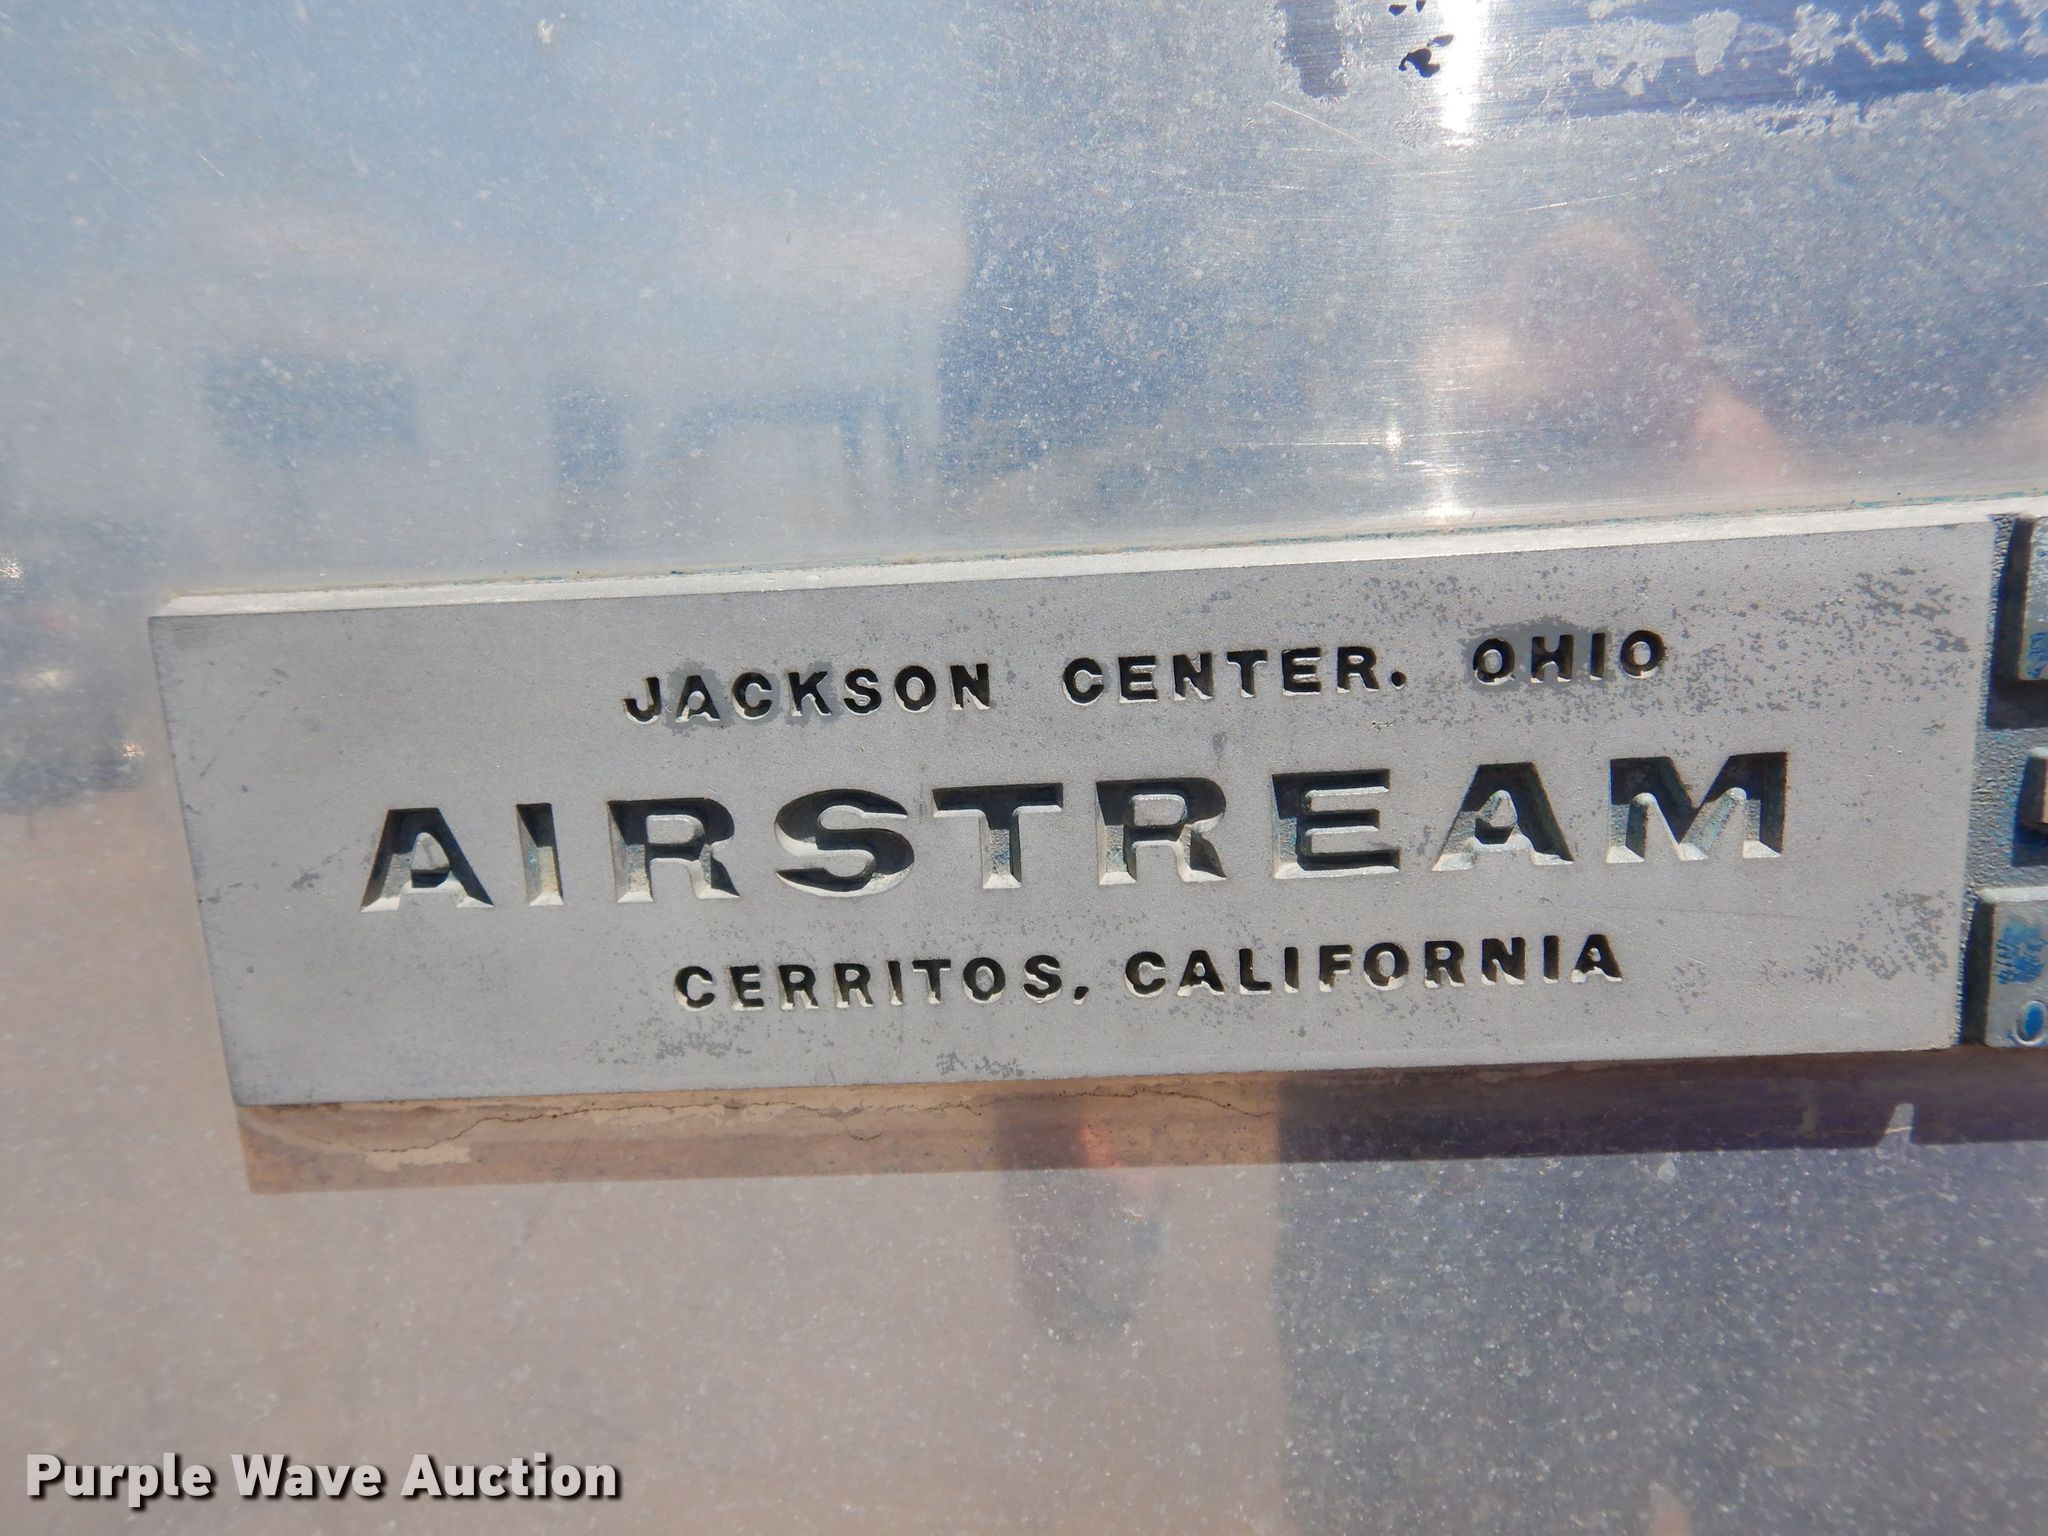 JACKSON CENTER, OHIO
AIRSTREAM
CERRITOS, CALIFORNIA
Purple Wave Auction